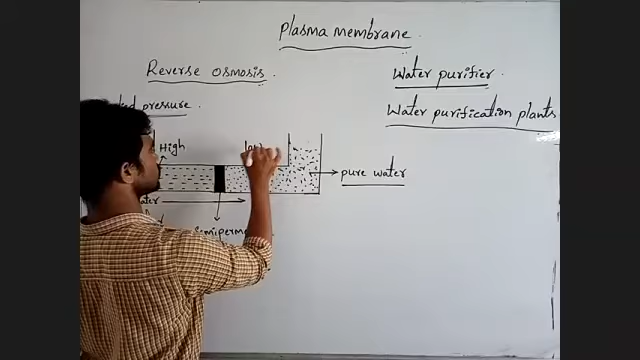 Plasma membrane
Reverse osmosis
Water purifier
pressure
Water purification plants
High
pure water